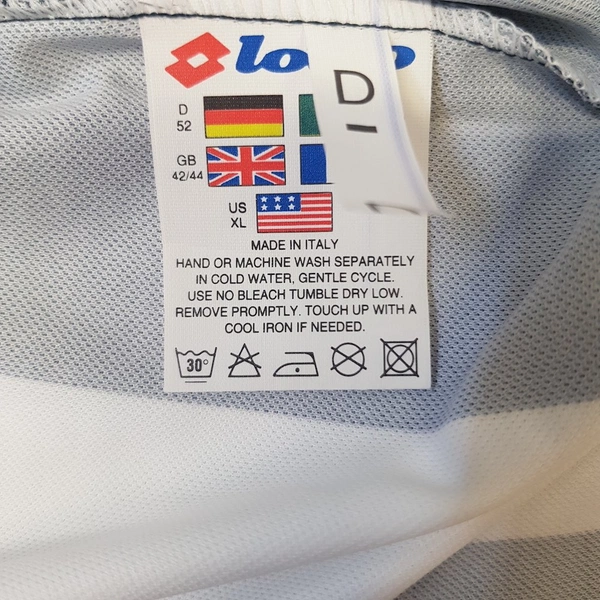 lo
D
D
52
GB
42/44
US
XL
MADE IN ITALY
HAND OR MACHINE WASH SEPARATELY
IN COLD WATER, GENTLE CYCLE.
USE NO BLEACH TUMBLE DRY LOW.
REMOVE PROMPTLY. TOUCH UP WITH A
COOL IRON IF NEEDED.
30°